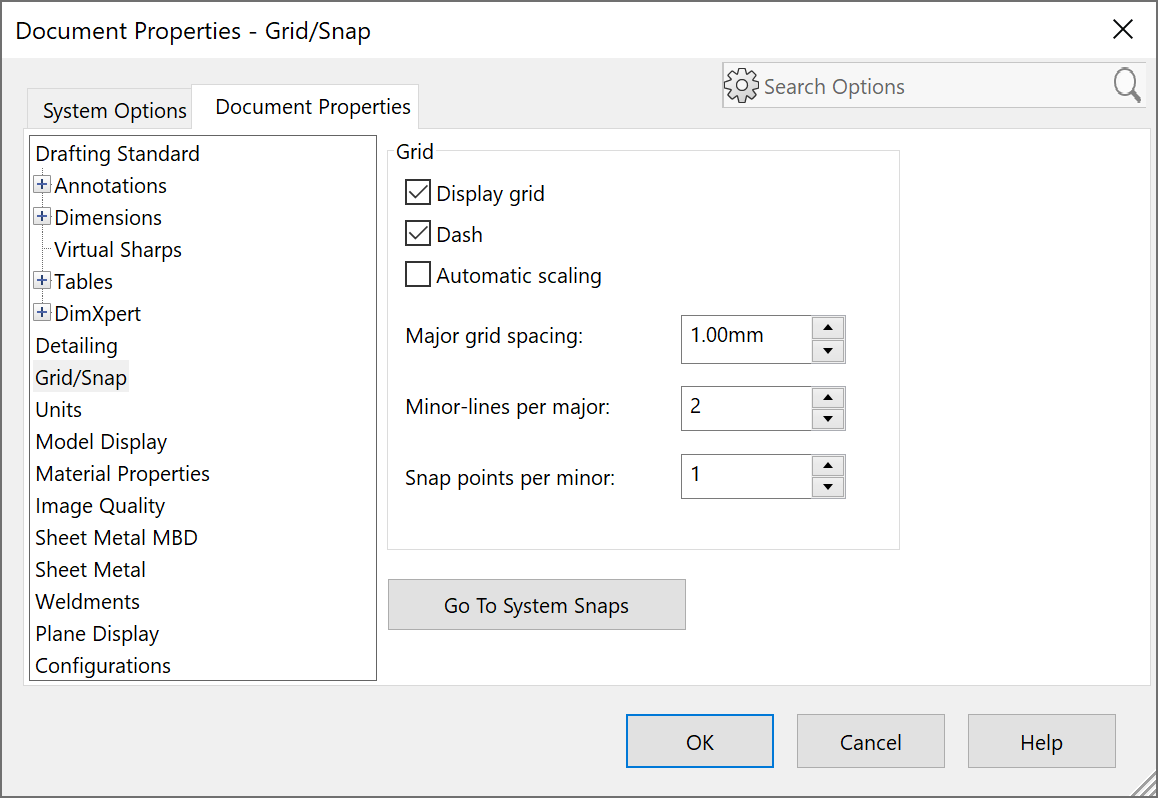 Document Properties - Grid/Snap
Search Options
System Options
Document Properties
Drafting Standard
Annotations
Dimensions
Virtual Sharps
Tables
DimXpert
Detailing
Grid/Snap
Units
Model Display
Material Properties
Image Quality
Sheet Metal MBD
Sheet Metal
Weldments
Plane Display
Configurations
Grid
Display grid
Dash
Automatic scaling
Major grid spacing: 1.00mm
Minor-lines per major: 2
Snap points per minor: 1
Go To System Snaps
OK
Cancel
Help